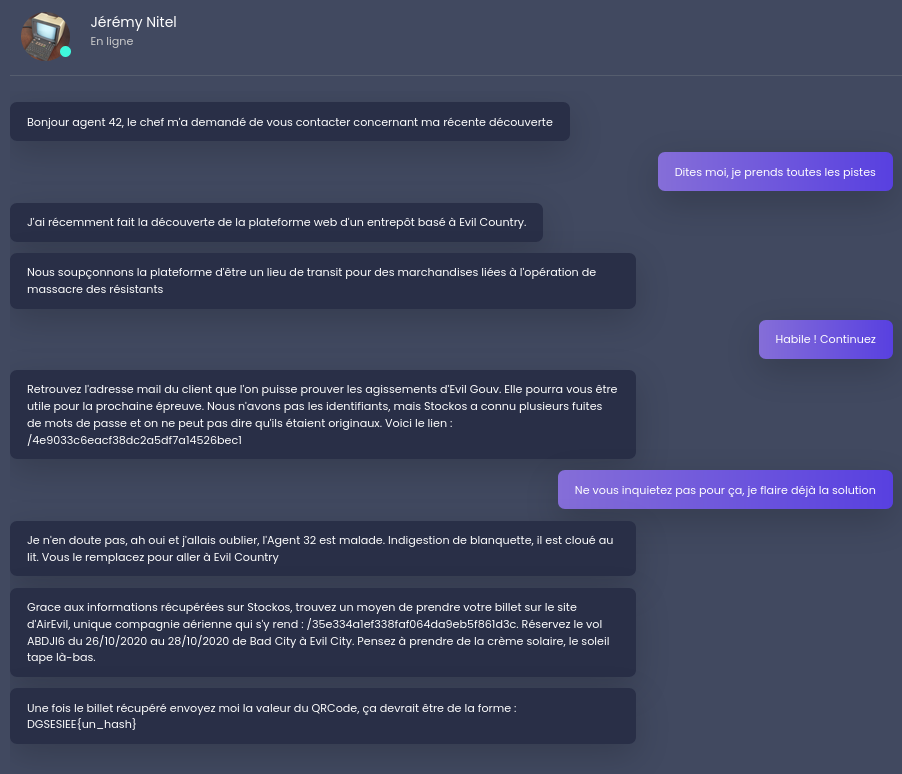 Jérémy Nitel
En ligne
Bonjour agent 42, le chef m'a demandé de vous contacter concernant ma récente découverte
Dites moi, je prends toutes les pistes
J'ai récemment fait la découverte de la plateforme web d'un entrepôt basé à Evil Country.
Nous soupçonnons la plateforme d'être un lieu de transit pour des marchandises liées à l'opération de
massacre des résistants
Habile ! Continuez
Retrouvez l'adresse mail du client que l'on puisse prouver les agissements d'Evil Gouv. Elle pourra vous être
utile pour la prochaine épreuve. Nous n'avons pas les identifiants, mais Stockos a connu plusieurs fuites
de mots de passe et on ne peut pas dire qu'ils étaient originaux. Voici le lien :
/4e9033c6eacf38dc2a5df7a14526bec1
Ne vous inquietez pas pour ça, je flaire déjà la solution
Je n'en doute pas, ah oui et j'allais oublier, l'Agent 32 est malade. Indigestion de blanquette, il est cloué au
lit. Vous le remplacez pour aller à Evil Country
Grace aux informations récupérées sur Stockos, trouvez un moyen de prendre votre billet sur le site
d'AirEvil, unique compagnie aérienne qui s'y rend : /35e334a1ef338faf064da9eb5f861d3c. Réservez le vol
ABDJI6 du 26/10/2020 au 28/10/2020 de Bad City à Evil City. Pensez à prendre de la crème solaire, le soleil
tape là-bas.
Une fois le billet récupéré envoyez moi la valeur du QRCode, ça devrait être de la forme :
DGSESIEE{un_hash}